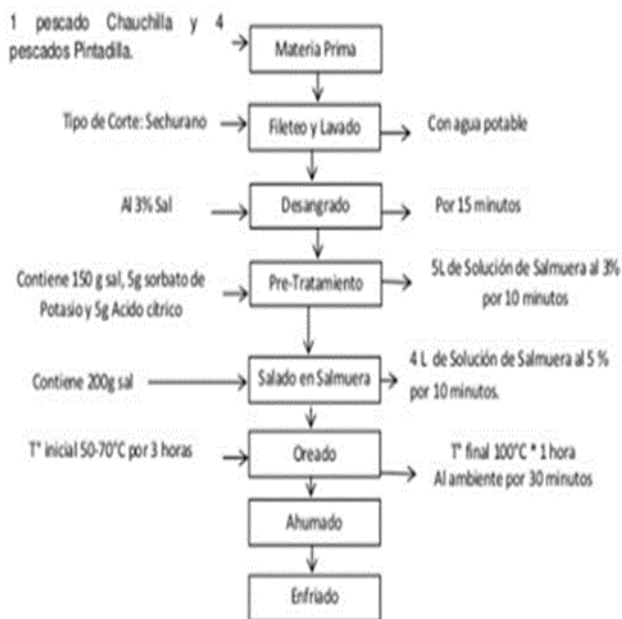 1 pescado Chauchilla y 4
pescados Pintadilla.
Materia Prima
Tipo de Corte: Sechurano
Fileteo y Lavado
Con agua potable
Al 3% Sal
Desangrado
Por 15 minutos
Contiene 150 g sal, 5g sorbato de
Potasio y 5g Acido cítrico
Pre-Tratamiento
5L de Solución de Salmuera al 3%
por 10 minutos
Contiene 200g sal
Salado en Salmuera
4 L de Solución de Salmuera al 5 %
por 10 minutos.
T° inicial 50-70°C por 3 horas
Oreado
T° final 100°C * 1 hora
Al ambiente por 30 minutos
Ahumado
Enfriado